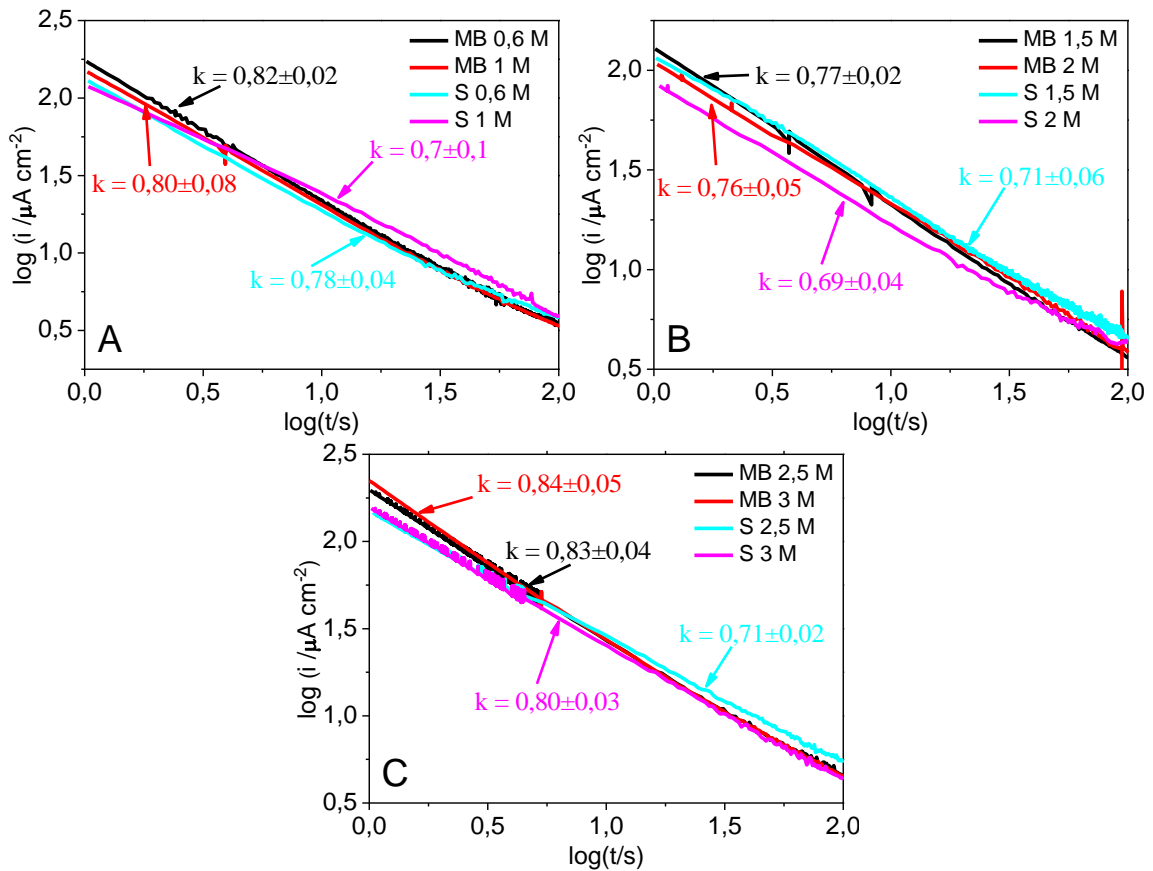 2,5
2,0
1,5
1,0
0,5
log (i /µA cm-2)
MB 0,6 M
MB 1 M
S 0,6 M
S 1 M
k = 0,82±0,02
k = 0,7±0,1
k = 0,80±0,08
k = 0,78±0,04
A
0,0 0,5 1,0 1,5 2,0
log(t/s)
2,0
1,5
1,0
0,5
log (i /µA cm-2)
MB 1,5 M
MB 2 M
S 1,5 M
S 2 M
k = 0,77±0,02
k = 0,76±0,05
k = 0,71±0,06
k = 0,69±0,04
B
0,0 0,5 1,0 1,5 2,0
log(t/s)
2,5
2,0
1,5
1,0
0,5
log (i /µA cm-2)
MB 2,5 M
MB 3 M
S 2,5 M
S 3 M
k = 0,84±0,05
k = 0,83±0,04
k = 0,71±0,02
k = 0,80±0,03
C
0,0 0,5 1,0 1,5 2,0
log(t/s)